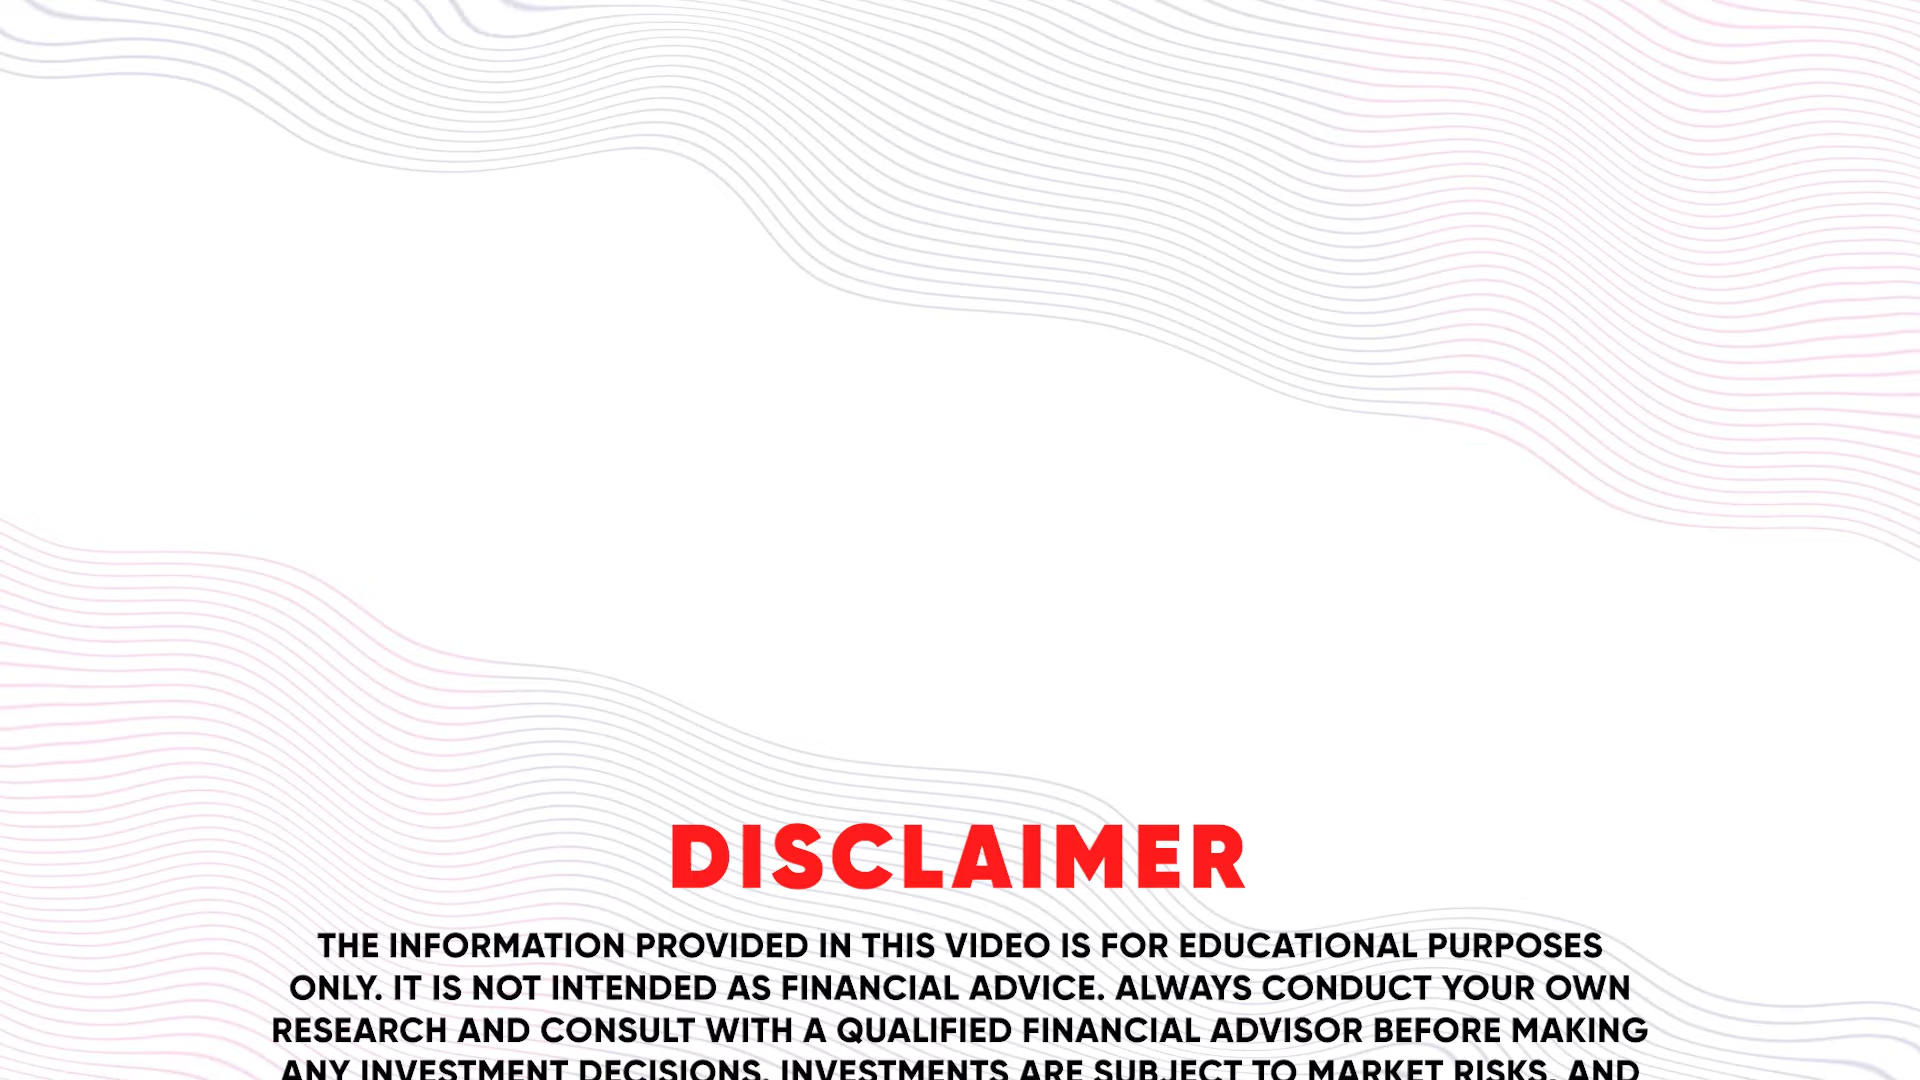 DISCLAIMER
THE INFORMATION PROVIDED IN THIS VIDEO IS FOR EDUCATIONAL PURPOSES
ONLY. IT IS NOT INTENDED AS FINANCIAL ADVICE. ALWAYS CONDUCT YOUR OWN
RESEARCH AND CONSULT WITH A QUALIFIED FINANCIAL ADVISOR BEFORE MAKING
ANY INVESTMENT DECISIONS. INVESTMENTS ARE SUBJECT TO MARKET RISKS, AND